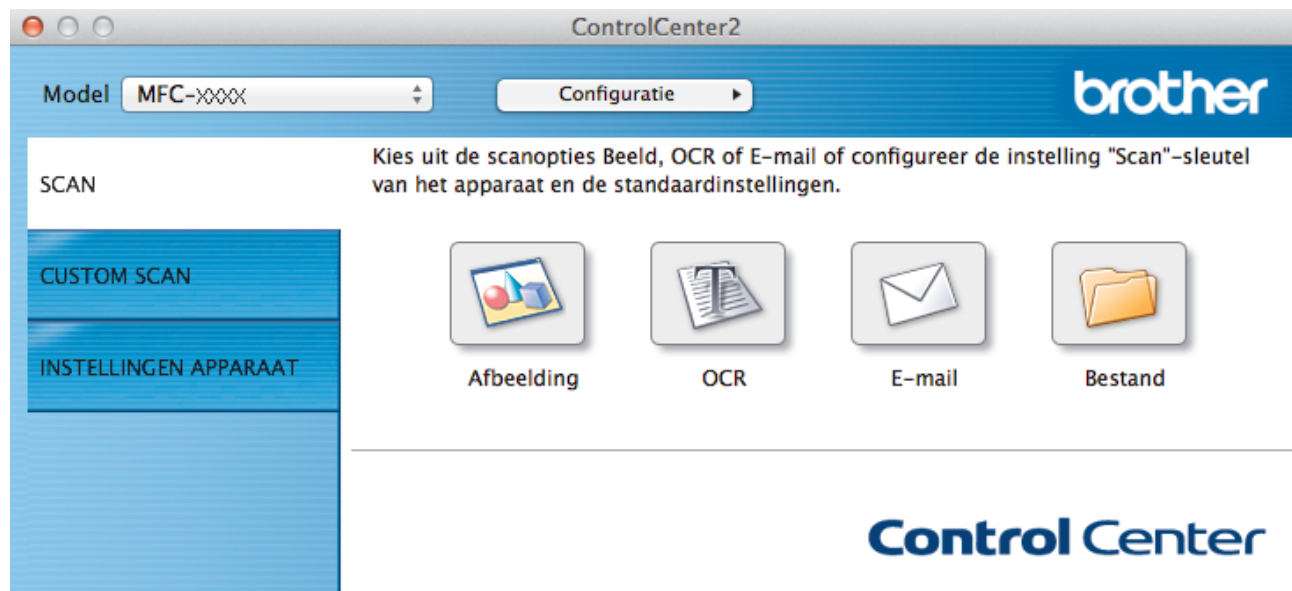 ControlCenter2
Model MFC-XXXX Configuratie brother
SCAN
Kies uit de scanopties Beeld, OCR of E-mail of configureer de instelling "Scan"-sleutel
van het apparaat en de standaardinstellingen.
CUSTOM SCAN
INSTELLINGEN APPARAAT
Afbeelding OCR E-mail Bestand
Control Center